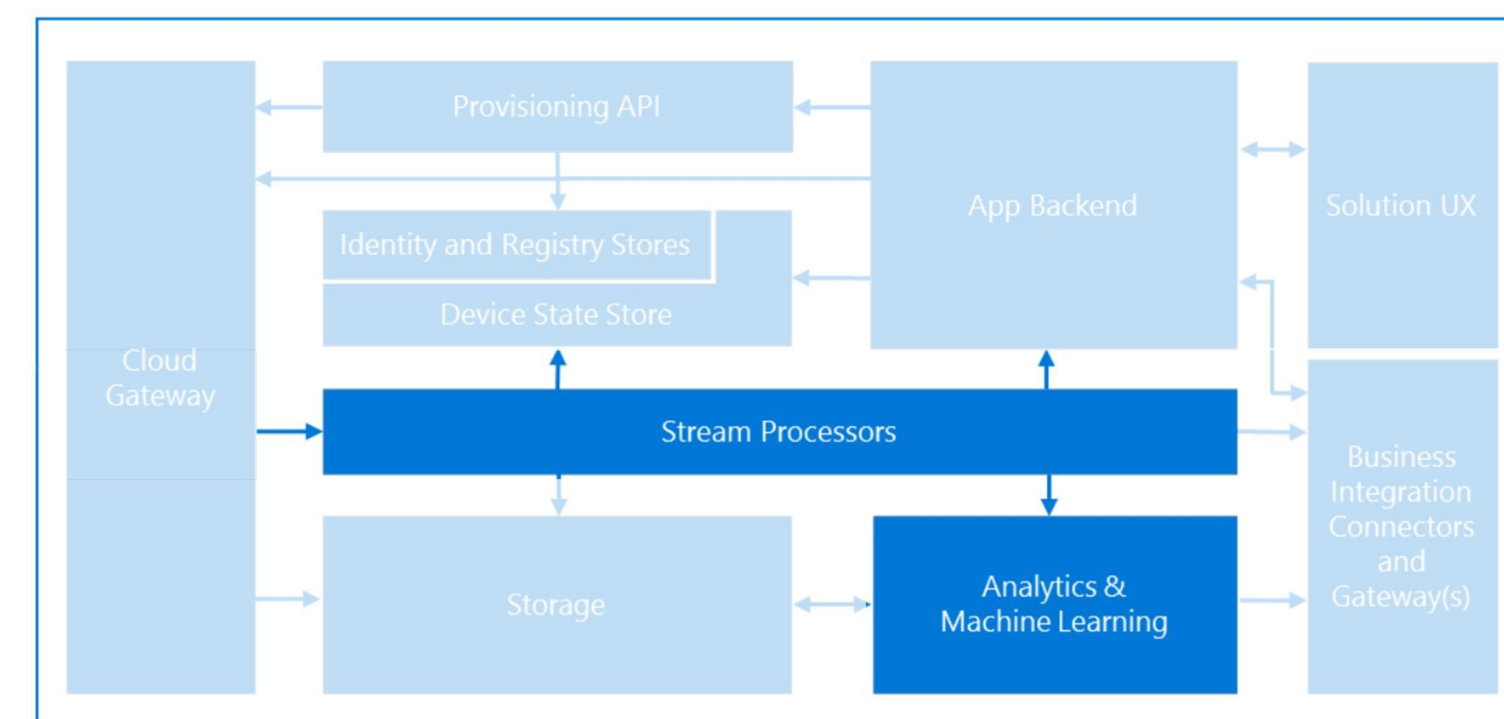 Provisioning API
App Backend
Solution UX
Identity and Registry Stores
Device State Store
Cloud
Gateway
Stream Processors
Business
Integration
Connectors
and
Gateway(s)
Storage
Analytics &
Machine Learning